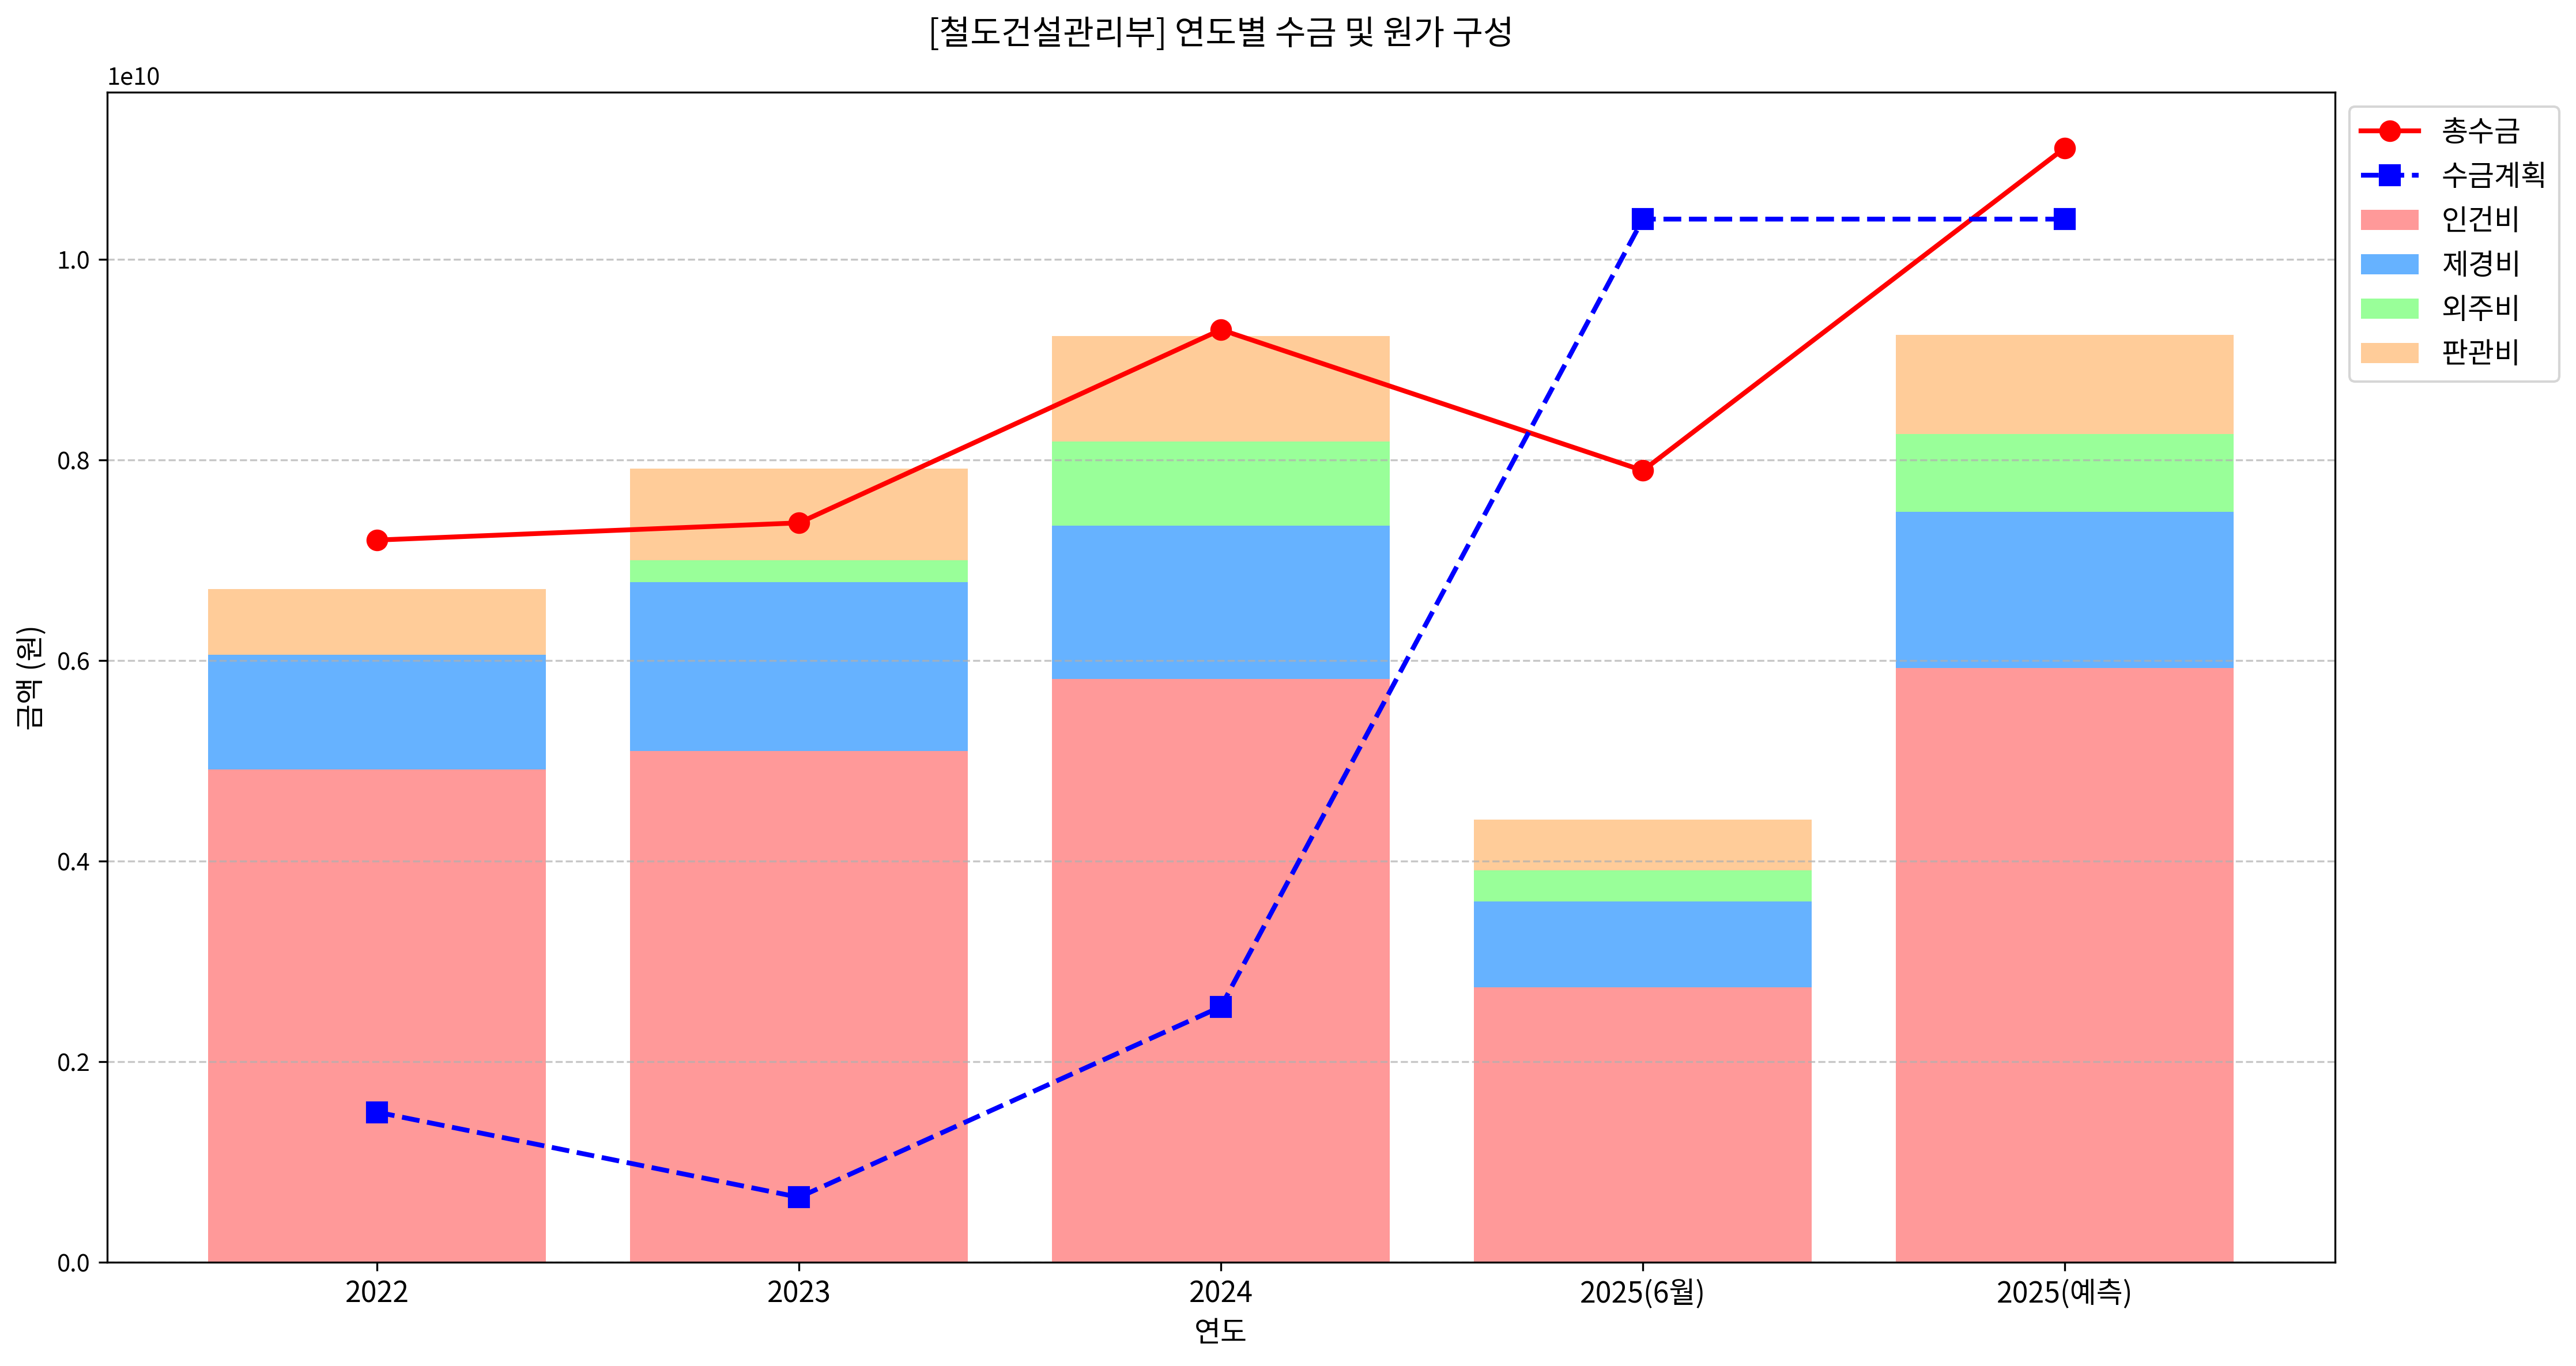 [철도건설관리부] 연도별 수금 및 원가 구성
1e10
총수금
수금계획
인건비
제경비
외주비
판관비
금액 (원)
1.0
0.8
0.6
0.4
0.2
0.0
2022
2023
2024
2025(6월)
2025(예측)
연도